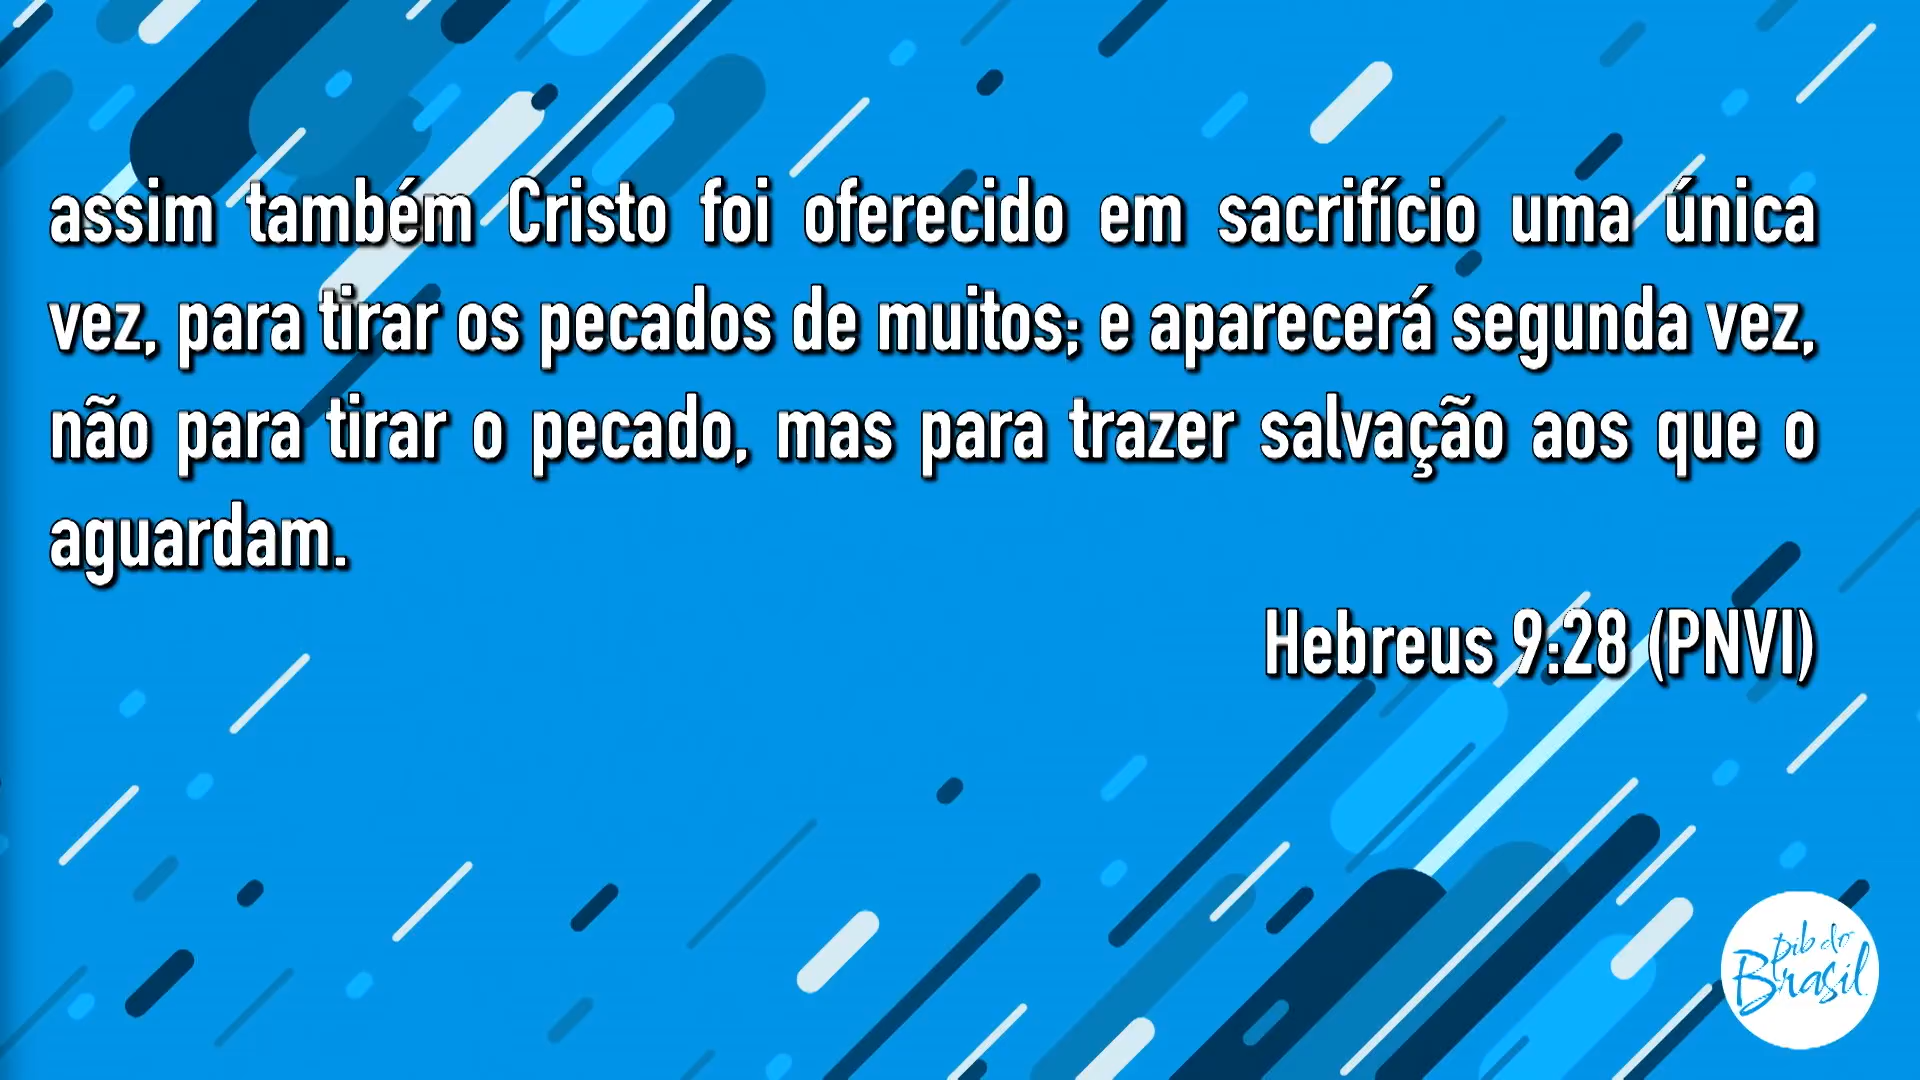 assim também Cristo foi oferecido em sacrifício uma única
vez, para tirar os pecados de muitos; e aparecerá segunda vez,
não para tirar o pecado, mas para trazer salvação aos que o
aguardam.
Hebreus 9:28 (PNVI)
pib do
Brasil